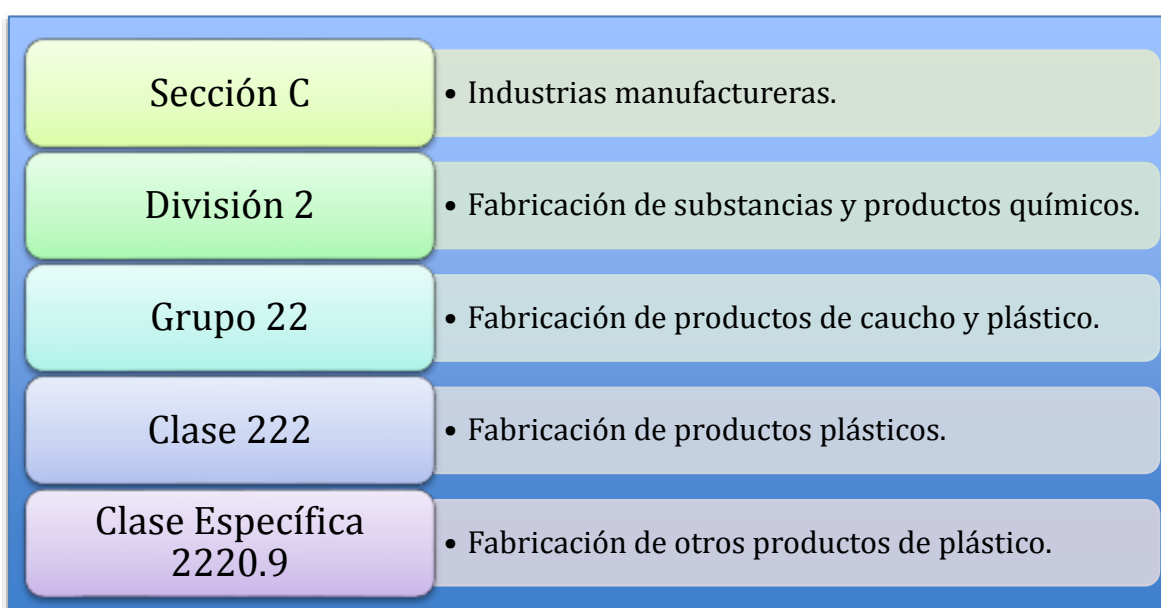 Sección C
• Industrias manufactureras.
División 2
• Fabricación de substancias y productos químicos.
Grupo 22
• Fabricación de productos de caucho y plástico.
Clase 222
• Fabricación de productos plásticos.
Clase Específica
2220.9
• Fabricación de otros productos de plástico.